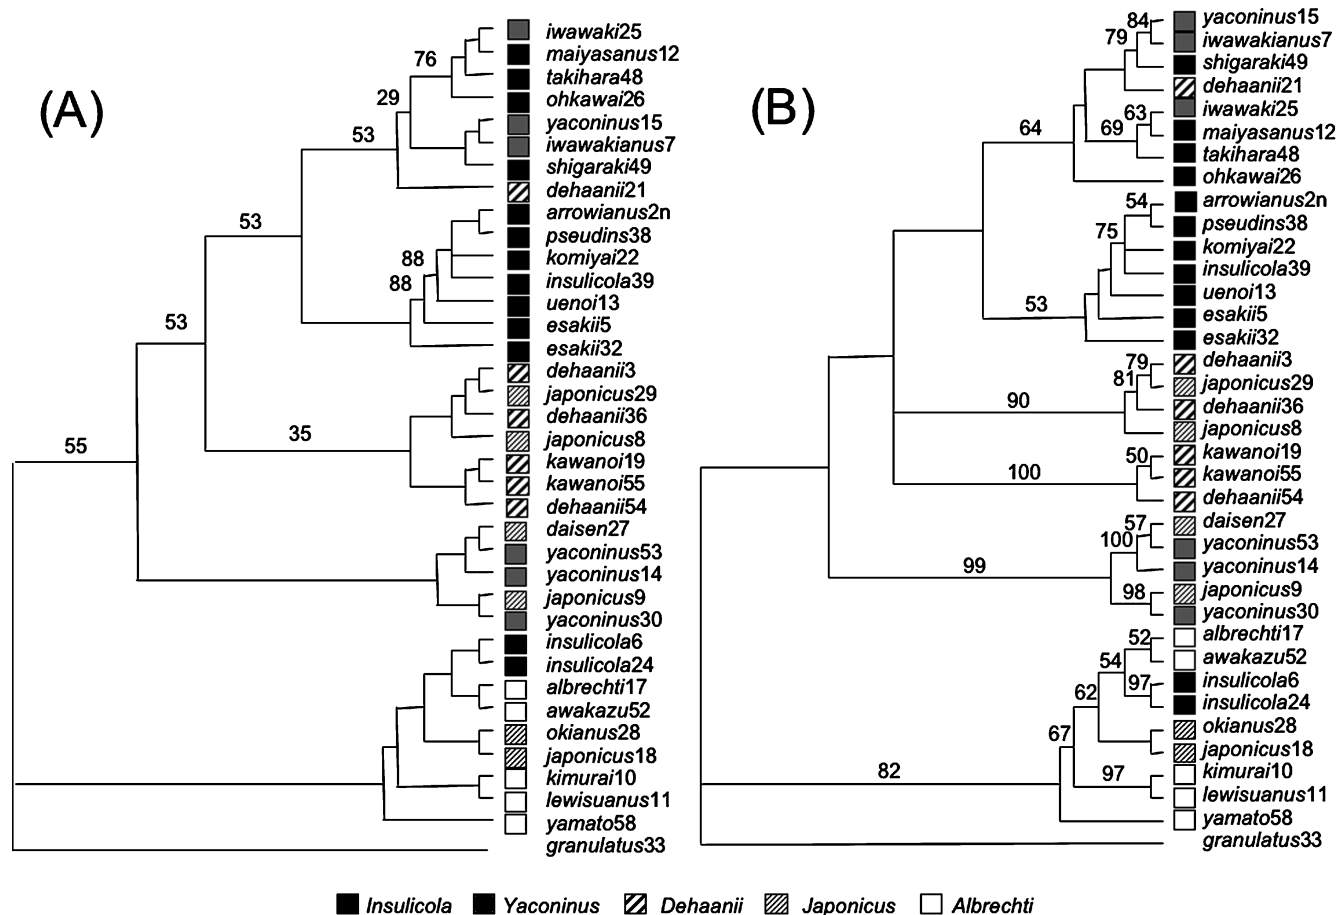 (A)
76
29
53
53
88
88
53
35
55
iwawaki25
maiyasanus12
takihara48
ohkawai26
yaconinus15
iwawakianus7
shigaraki49
dehaanii21
arrowianus2n
pseudins38
komiyai22
insulicola39
uenoi13
esakii5
esakii32
dehaanii3
japonicus29
dehaanii36
japonicus8
kawanoi19
kawanoi55
dehaanii54
daisen27
yaconinus53
yaconinus14
japonicus9
yaconinus30
insulicola6
insulicola24
albrechti17
awakazu52
okianus28
japonicus18
kimurai10
lewisuanus11
yamato58
granulatus33
(B)
84
79
63
64
69
54
75
53
79
81
90
50
100
57
100
99
98
52
54
97
62
67
97
82
yaconinus15
iwawakianus7
shigaraki49
dehaanii21
iwawaki25
maiyasanus12
takihara48
ohkawai26
arrowianus2n
pseudins38
komiyai22
insulicola39
uenoi13
esakii5
esakii32
dehaanii3
japonicus29
dehaanii36
japonicus8
kawanoi19
kawanoi55
dehaanii54
daisen27
yaconinus53
yaconinus14
japonicus9
yaconinus30
albrechti17
awakazu52
insulicola6
insulicola24
okianus28
japonicus18
kimurai10
lewisuanus11
yamato58
granulatus33
Insulicola Yaconinus Dehaanii Japonicus Albrechti